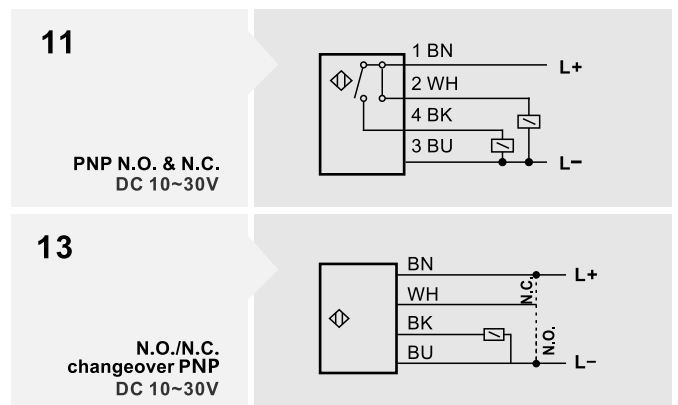 11
PNP N.O. & N.C.
DC 10~30V
1 BN
L+
2 WH
4 BK
3 BU
L−
13
N.O./N.C.
changeover PNP
DC 10~30V
BN
L+
WH
N.C.
BK
N.O.
BU
L−